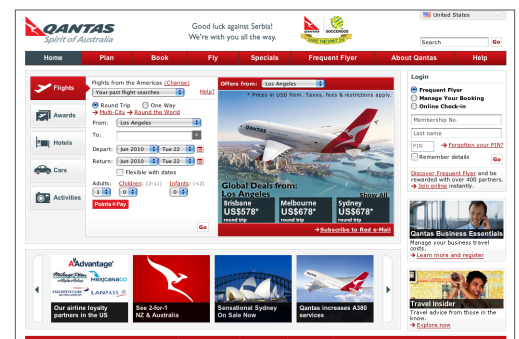 QANTAS
Spirit of Australia
Good luck against Serbia!
We're with you all the way.
QANTAS
SOCCEROOS
United States
Search
Go
Home
Plan
Book
Fly
Specials
Frequent Flyer
About Qantas
Help
Flights
Awards
Hotels
Cars
Activities
Flights from the Americas (Change)
Your past flight searches
Help?
Round Trip
One Way
Multi-City
Round the World
From:
Los Angeles
To:
+
Depart:
Jun 2010
Tue 22
Return:
Jun 2010
Tue 22
Flexible with dates
Adults:
Children: (2-11)
Infants: (<2)
-1-
-0-
-0-
Points+Pay
Go
Offers from:
Los Angeles
* Prices in USD from. Taxes, fees & restrictions apply.
QANTAS
Global Deals from:
Los Angeles
Show All
Brisbane
US$578*
round trip
Melbourne
US$678*
round trip
Sydney
US$678*
round trip
Subscribe to Red e-Mail
Login
Frequent Flyer
Manage Your Booking
Online Check-in
Membership No.
Last name
PIN
Forgotten your PIN?
Remember details
Go
Discover Frequent Flyer and be
rewarded with over 400 partners.
Join online instantly.
Qantas Business Essentials
Manage your business travel
costs.
Learn more and register
Travel Insider
Travel advice from those in the
know.
Explore now
AAdvantage
MileagePlan
MEXICANAGO
EXECUTIVE CLUB
LANPASS
Our airline loyalty
partners in the US
See 2-for-1
NZ & Australia
Sensational Sydney
On Sale Now
Qantas increases A380
services